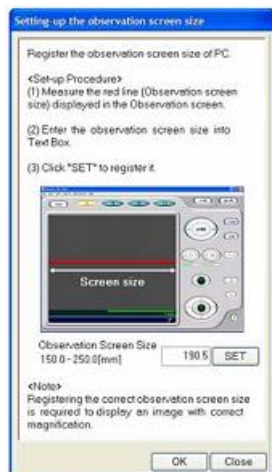 Setting-up the observation screen size
Register the observation screen size of PC.
<Set-up Procedure>
(1) Measure the red line (Observation screen
size) displayed in the Observation screen.
(2) Enter the observation screen size into
Text Box.
(3) Click "SET" to register it.
Screen size
Observation Screen Size
150.0-250.0[mm]
190.5
SET
<Note>
Registering the correct observation screen size
is required to display an image with correct
magnification.
OK
Close